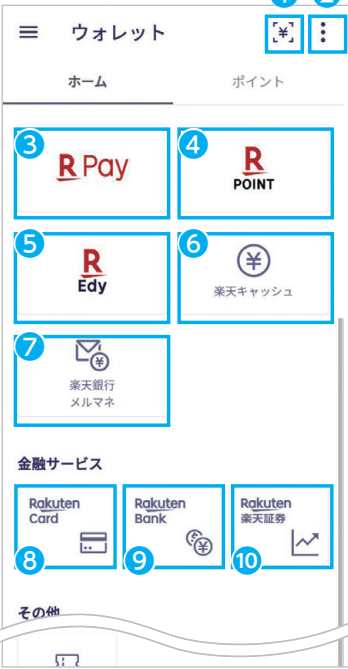 1 2
ウォレット [¥]
ホーム ポイント
3 4
R Pay R
POINT
5 6
R ¥
Edy 楽天キャッシュ
7
¥
楽天銀行
メルマネ
金融サービス
Rakuten Rakuten Rakuten
Card Bank 楽天証券
¥
8 9 10
その他